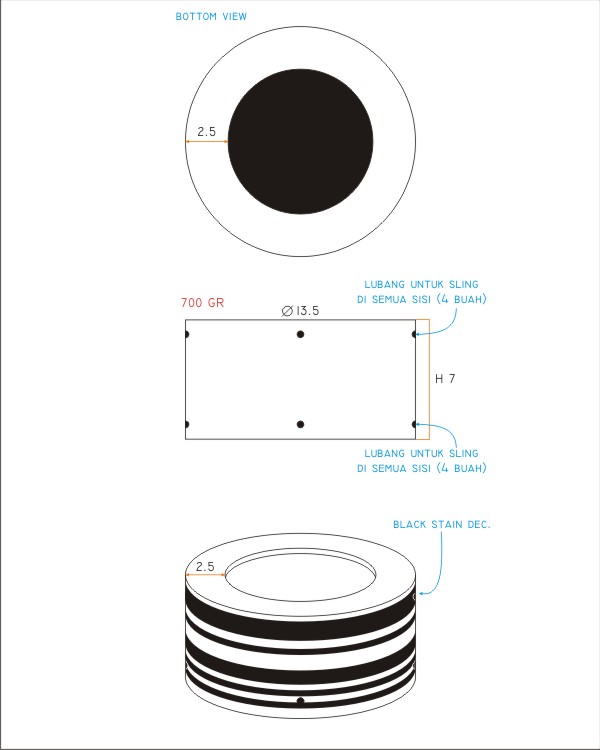 BOTTOM VIEW
2.5
LUBANG UNTUK SLING
DI SEMUA SISI (4 BUAH)
700 GR
Ø 13.5
H 7
LUBANG UNTUK SLING
DI SEMUA SISI (4 BUAH)
BLACK STAIN DEC.
2.5